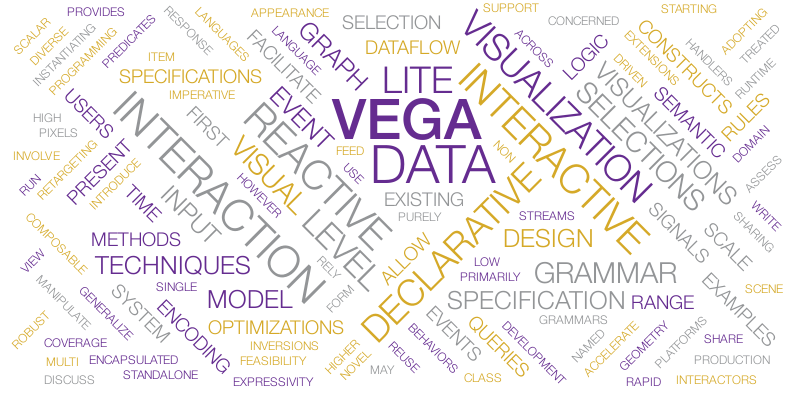 SCALAR
PROVIDES
DIVERSE
INSTANTIATING
PROGRAMMING
PREDICATES
RESPONSE
LANGUAGES
APPEARANCE
SELECTION
SUPPORT
CONCERNED
STARTING
ADOPTING
TREATED
ITEM
SPECIFICATIONS
IMPERATIVE
FACILITATE
LANGUAGE
GRAPH
DATAFLOW
LITE
VEGA
DATA
VISUALIZATION
ACROSS
LOGIC
CONSTRUCTS
EXTENSIONS
DRIVEN
HANDLERS
RUNTIME
USERS
HIGH
PIXELS
FIRST
EVENT
FEED
USE
NON
INTERACTIVE
VISUALIZATIONS
SELECTIONS
SEMANTIC
RULES
DOMAIN
ASSESS
INVOLVE
RETARGETING
RUN
PRESENT
INTRODUCE
INTERACTION
REACTIVE
VISUAL
HOWEVER
LEVEL
INPUT
TIME
EXISTING
PURELY
STREAMS
DESIGN
SIGNALS
SCALE
SHARING
WRITE
COMPOSABLE
VIEW
METHODS
TECHNIQUES
SINGLE
MODEL
RELY
FORM
ALLOW
DECLARATIVE
LOW
PRIMARILY
GRAMMAR
SPECIFICATION
RANGE
GRAMMARS
EXAMPLES
SCENE
MANIPULATE
GENERALIZE
SYSTEM
ENCODING
OPTIMIZATIONS
INVERSIONS
FEASIBILITY
EXPRESSIVITY
ROBUST
COVERAGE
MULTI
ENCAPSULATED
DISCUSS
STANDALONE
HIGHER
NOVEL
MAY
REUSE
BEHAVIORS
EVENTS
QUERIES
CLASS
DEVELOPMENT
NAMED
ACCELERATE
GEOMETRY
PLATFORMS
SHARE
PRODUCTION
RAPID
INTERACTORS